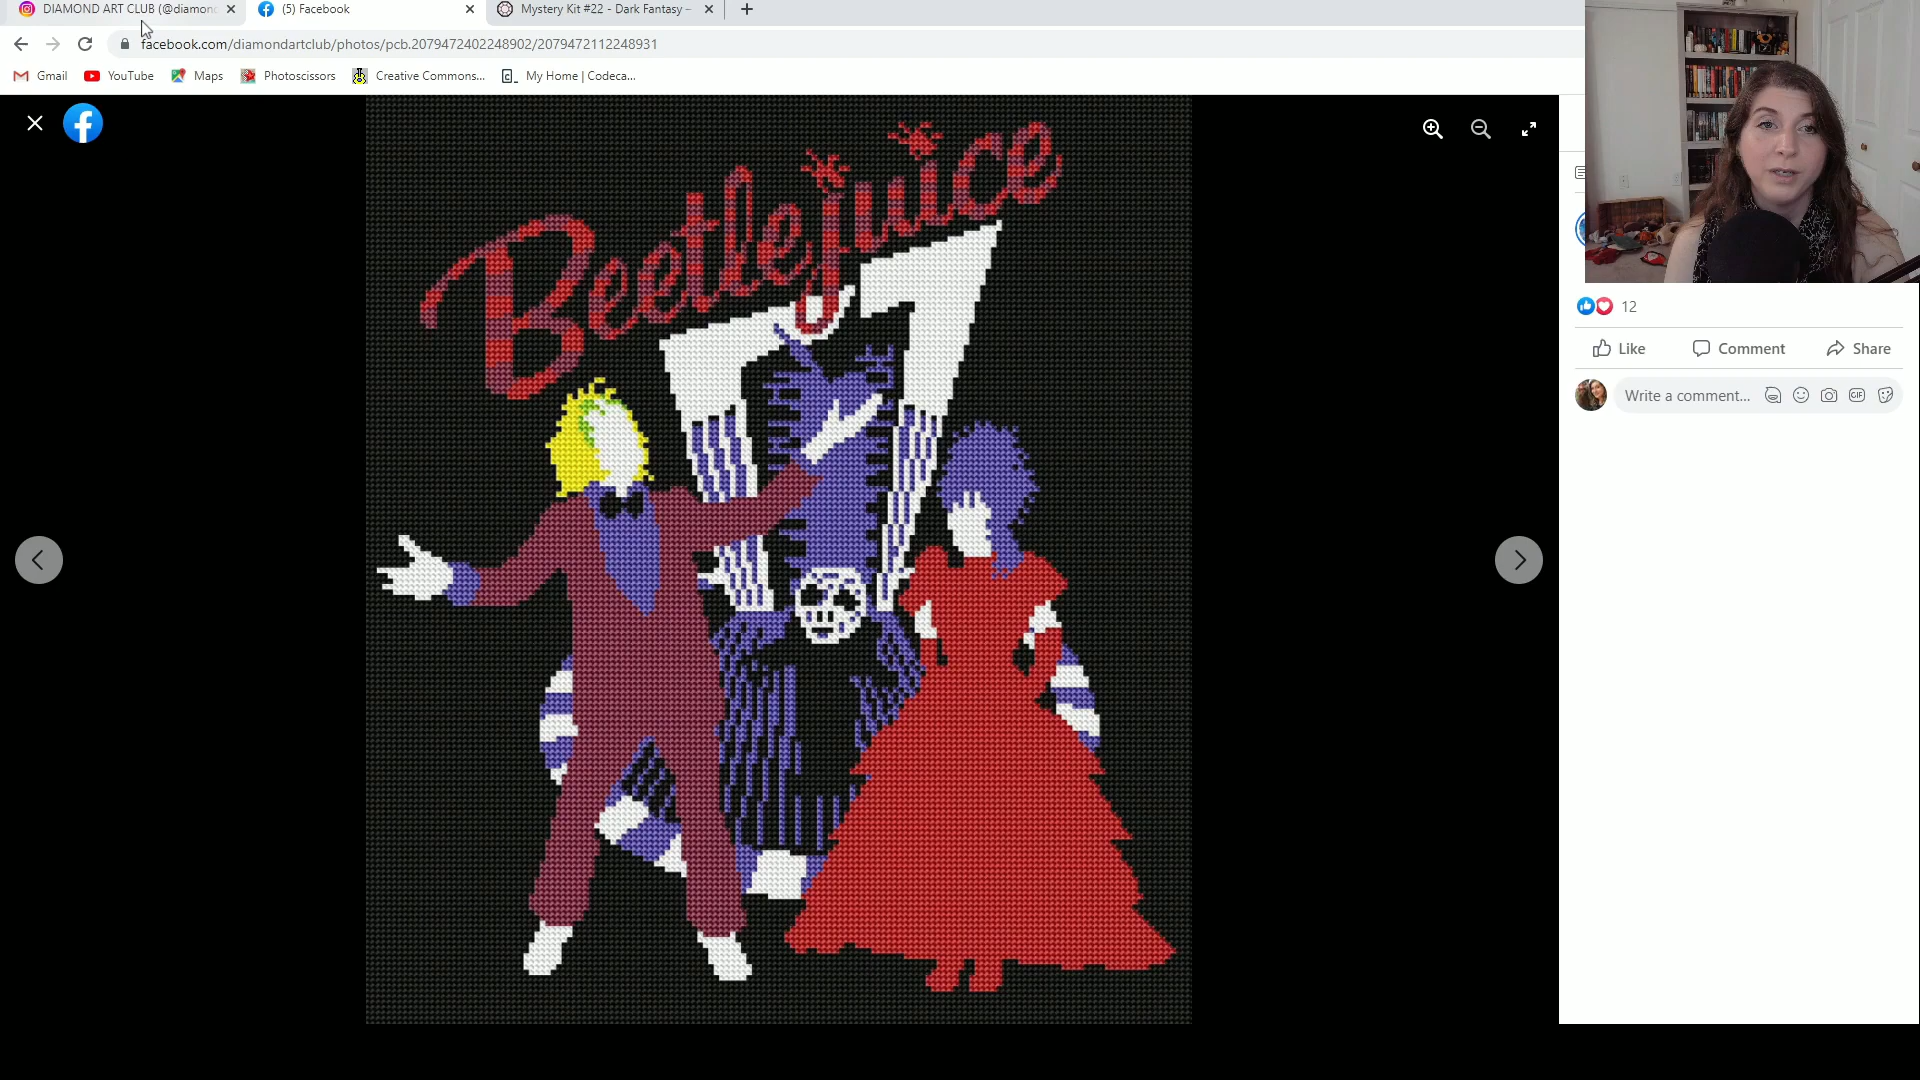 DIAMOND ART CLUB (@diamon
(5) Facebook
Mystery Kit #22 - Dark Fantasy -
facebook.com/diamondartclub/photos/pcb.2079472402248902/2079472112248931
Gmail
YouTube
Maps
Photoscissors
Creative Commons...
My Home | Codeca...
Beetlejuice
12
Like
Comment
Share
Write a comment...
GIF